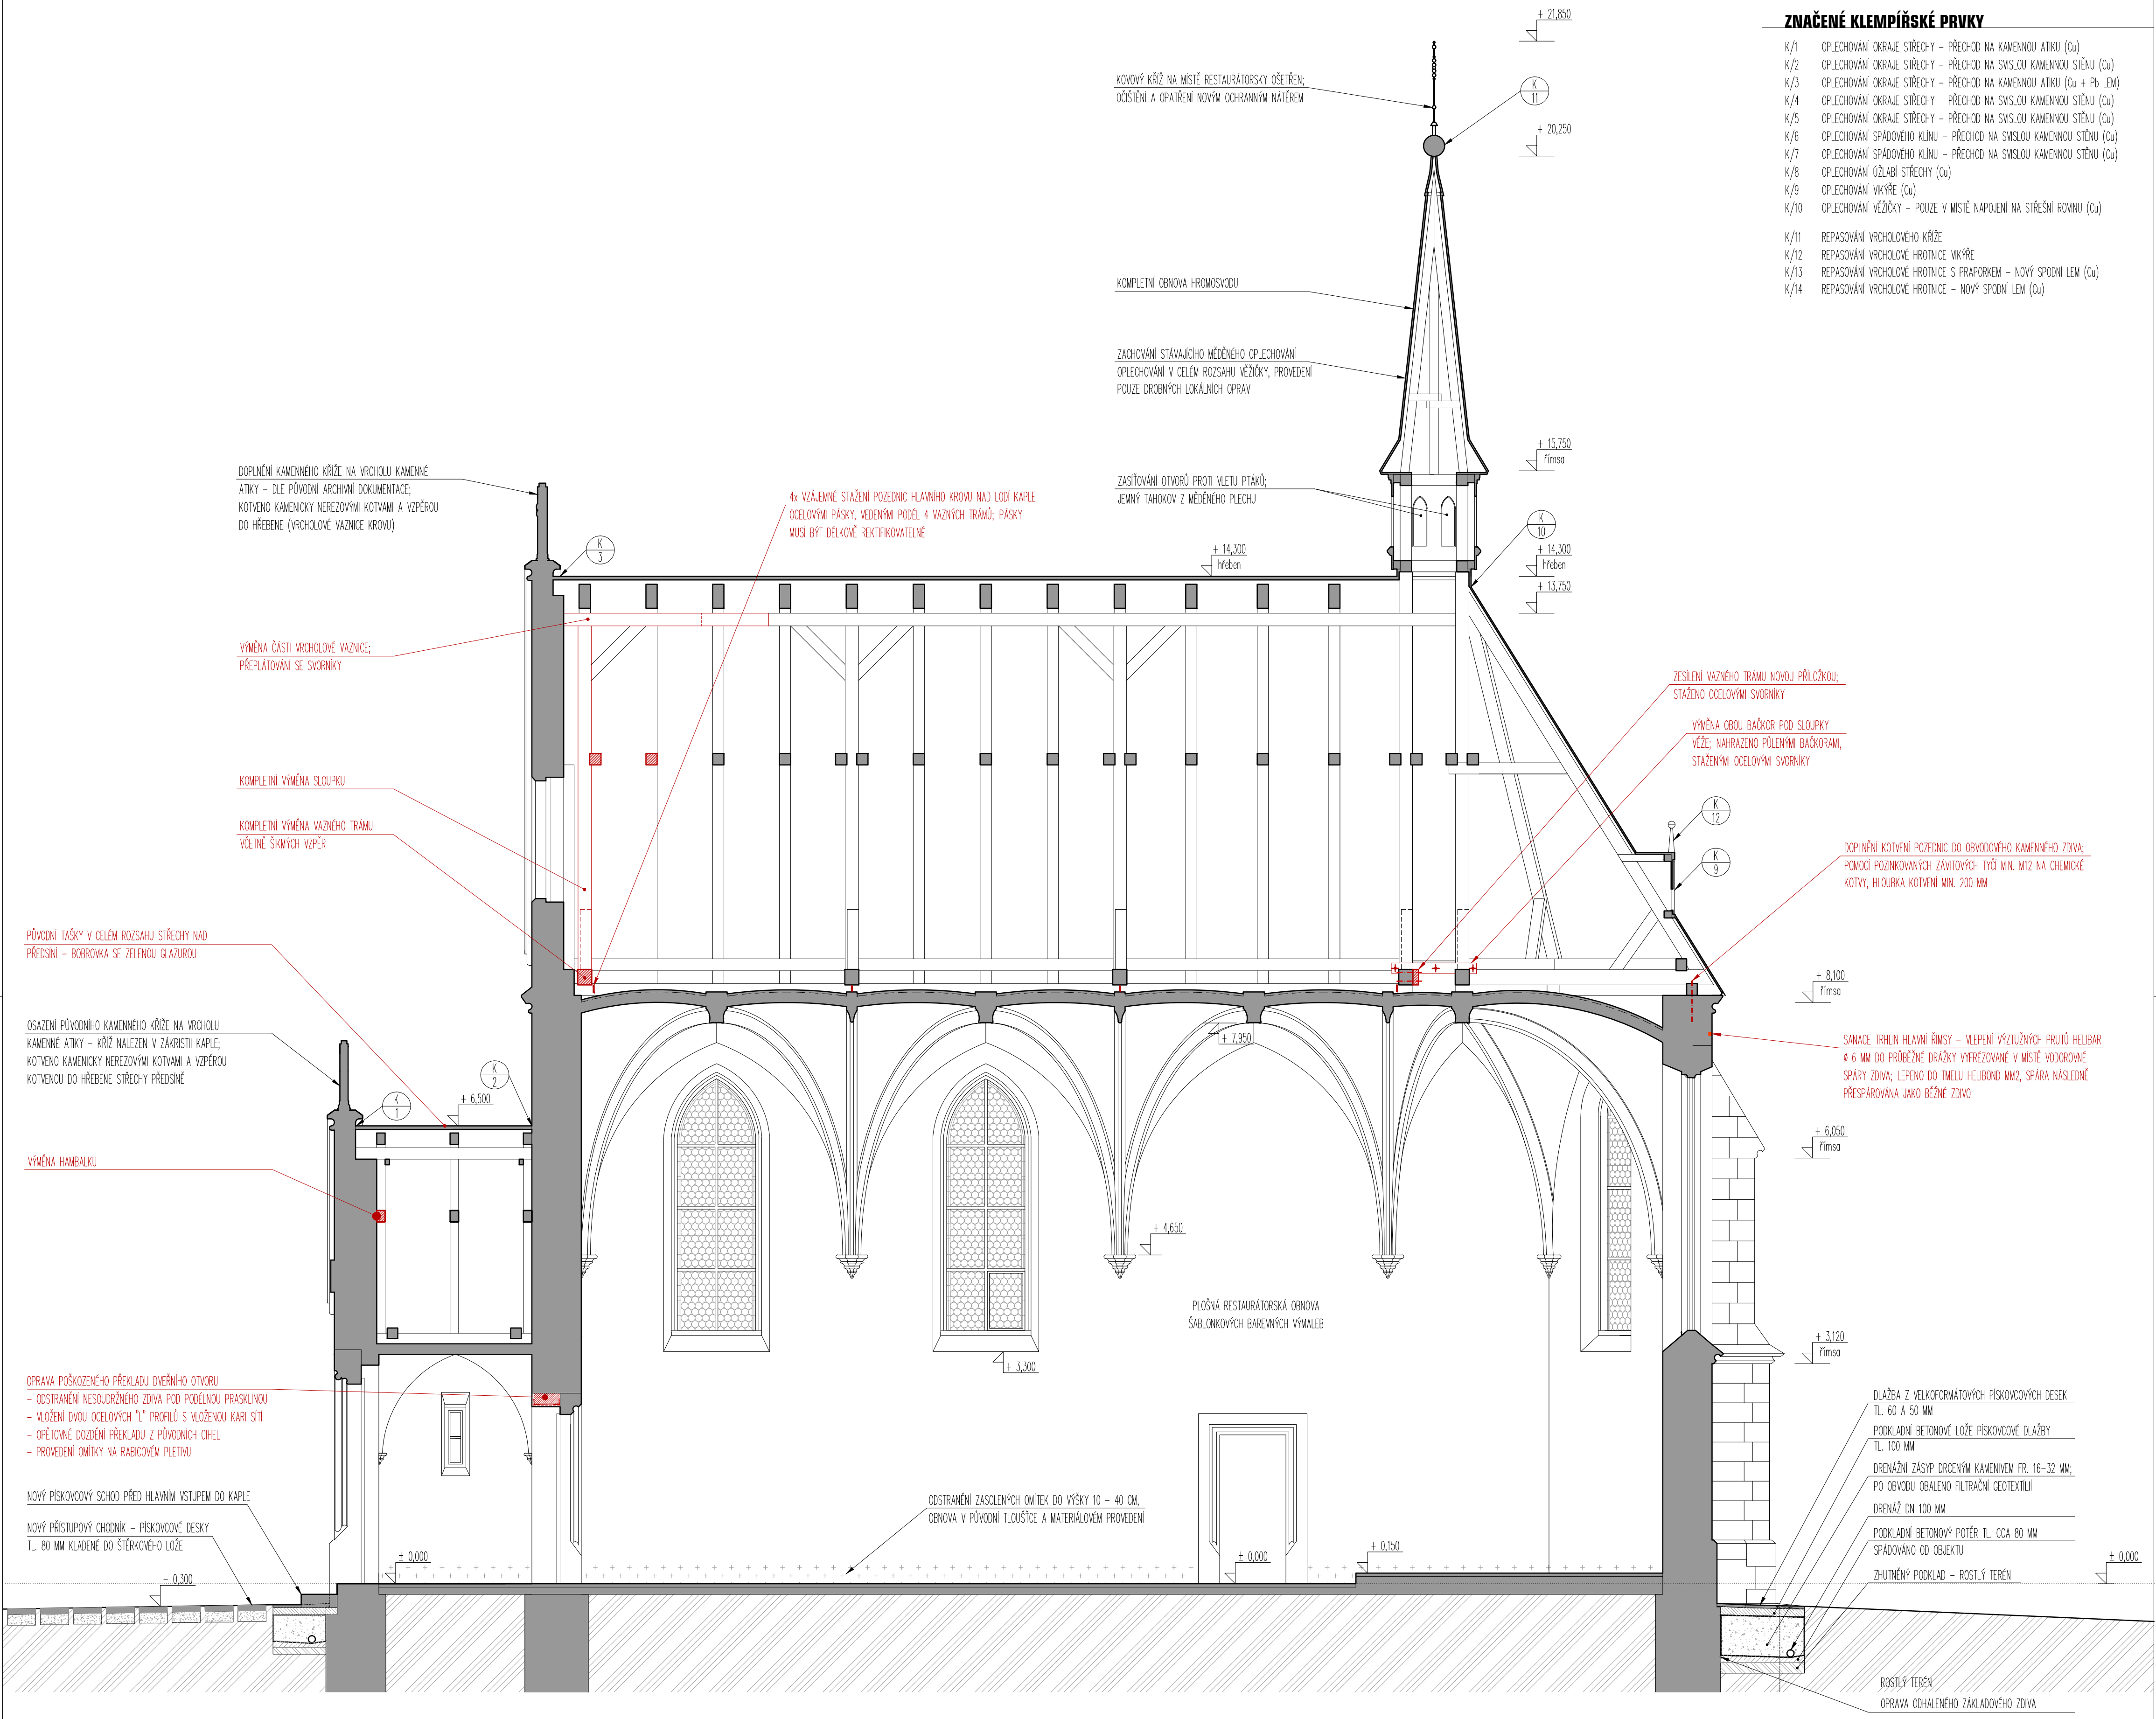 ZNAČENÉ KLEMPÍŘSKÉ PRVKY
K/1 OPLECHOVÁNÍ OKRAJE STŘECHY – PŘECHOD NA KAMENNOU ATIKU (Cu)
K/2 OPLECHOVÁNÍ OKRAJE STŘECHY – PŘECHOD NA SVISLOU KAMENNOU STĚNU (Cu)
K/3 OPLECHOVÁNÍ OKRAJE STŘECHY – PŘECHOD NA KAMENNOU ATIKU (Cu + Pb LEM)
K/4 OPLECHOVÁNÍ OKRAJE STŘECHY – PŘECHOD NA SVISLOU KAMENNOU STĚNU (Cu)
K/5 OPLECHOVÁNÍ OKRAJE STŘECHY – PŘECHOD NA SVISLOU KAMENNOU STĚNU (Cu)
K/6 OPLECHOVÁNÍ SPÁDOVÉHO KLÍNU – PŘECHOD NA SVISLOU KAMENNOU STĚNU (Cu)
K/7 OPLECHOVÁNÍ SPÁDOVÉHO KLÍNU – PŘECHOD NA SVISLOU KAMENNOU STĚNU (Cu)
K/8 OPLECHOVÁNÍ ÚŽLABÍ STŘECHY (Cu)
K/9 OPLECHOVÁNÍ VIKÝŘE (Cu)
K/10 OPLECHOVÁNÍ VĚŽIČKY – POUZE V MÍSTĚ NAPOJENÍ NA STŘEŠNÍ ROVINU (Cu)
K/11 REPASOVÁNÍ VRCHOLOVÉHO KŘÍŽE
K/12 REPASOVÁNÍ VRCHOLOVÉ HROTNICE VIKÝŘE
K/13 REPASOVÁNÍ VRCHOLOVÉ HROTNICE S PRAPORKEM – NOVÝ SPODNÍ LEM (Cu)
K/14 REPASOVÁNÍ VRCHOLOVÉ HROTNICE – NOVÝ SPODNÍ LEM (Cu)
+ 21,850
KOVOVÝ KŘÍŽ NA MÍSTĚ RESTAURÁTORSKY OŠETŘEN;
OČIŠTĚNÍ A OPATŘENÍ NOVÝM OCHRANNÝM NÁTĚREM
K
11
+ 20,250
KOMPLETNÍ OBNOVA HROMOSVODU
ZACHOVÁNÍ STÁVAJÍCÍHO MĚDĚNÉHO OPLECHOVÁNÍ
OPLECHOVÁNÍ V CELÉM ROZSAHU VĚŽIČKY, PROVEDENÍ
POUZE DROBNÝCH LOKÁLNÍCH OPRAV
+ 15,750
římsa
ZASÍŤOVÁNÍ OTVORŮ PROTI VLETU PTÁKŮ;
JEMNÝ TAHOKOV Z MĚDĚNÉHO PLECHU
DOPLNĚNÍ KAMENNÉHO KŘÍŽE NA VRCHOLU KAMENNÉ
ATIKY – DLE PŮVODNÍ ARCHIVNÍ DOKUMENTACE;
KOTVENO KAMENICKY NEREZOVÝMI KOTVAMI A VZPĚROU
DO HŘEBENE (VRCHOLOVÉ VAZNICE KROVU)
4x VZÁJEMNÉ STAŽENÍ POZEDNIC HLAVNÍHO KROVU NAD LODÍ KAPLE
OCELOVÝMI PÁSKY, VEDENÝMI PODÉL 4 VAZNÝCH TRÁMŮ; PÁSKY
MUSÍ BÝT DÉLKOVĚ REKTIFIKOVATELNÉ
K
3
K
10
+ 14,300
hřeben
+ 14,300
hřeben
+ 13,750
VÝMĚNA ČÁSTI VRCHOLOVÉ VAZNICE;
PŘEPLÁTOVÁNÍ SE SVORNÍKY
ZESÍLENÍ VAZNÉHO TRÁMU NOVOU PŘÍLOŽKOU;
STAŽENO OCELOVÝMI SVORNÍKY
VÝMĚNA OBOU BAČKOR POD SLOUPKY
VĚŽE; NAHRAZENO PŮLENÝMI BAČKORAMI,
STAŽENÝMI OCELOVÝMI SVORNÍKY
KOMPLETNÍ VÝMĚNA SLOUPKU
KOMPLETNÍ VÝMĚNA VAZNÉHO TRÁMU
VČETNĚ ŠIKMÝCH VZPĚR
K
12
K
9
DOPLNĚNÍ KOTVENÍ POZEDNIC DO OBVODOVÉHO KAMENNÉHO ZDIVA;
POMOCÍ POZINKOVANÝCH ZÁVITOVÝCH TYČÍ MIN. M12 NA CHEMICKÉ
KOTVY, HLOUBKA KOTVENÍ MIN. 200 MM
PŮVODNÍ TAŠKY V CELÉM ROZSAHU STŘECHY NAD
PŘEDSÍNÍ – BOBROVKA SE ZELENOU GLAZUROU
+ 8,100
římsa
OSAZENÍ PŮVODNÍHO KAMENNÉHO KŘÍŽE NA VRCHOLU
KAMENNÉ ATIKY – KŘÍŽ NALEZEN V ZÁKRISTII KAPLE;
KOTVENO KAMENICKY NEREZOVÝMI KOTVAMI A VZPĚROU
KOTVENOU DO HŘEBENE STŘECHY PŘEDSÍNĚ
+ 7,950
SANACE TRHLIN HLAVNÍ ŘÍMSY – VLEPENÍ VÝZTUŽNÝCH PRUTŮ HELIBAR
ø 6 MM DO PRŮBĚŽNÉ DRÁŽKY VYFRÉZOVANÉ V MÍSTĚ VODOROVNÉ
SPÁRY ZDIVA; LEPENO DO TMELU HELIBOND MM2, SPÁRA NÁSLEDNĚ
PŘESPÁROVÁNA JAKO BĚŽNÉ ZDIVO
K
2
K
1
+ 6,500
+ 6,050
římsa
VÝMĚNA HAMBALKU
+ 4,650
PLOŠNÁ RESTAURÁTORSKÁ OBNOVA
ŠABLONKOVÝCH BAREVNÝCH VÝMALEB
+ 3,120
římsa
+ 3,300
OPRAVA POŠKOZENÉHO PŘEKLADU DVEŘNÍHO OTVORU
– ODSTRANĚNÍ NESOUDRŽNÉHO ZDIVA POD PODÉLNOU PRASKLINOU
– VLOŽENÍ DVOU OCELOVÝCH "L" PROFILŮ S VLOŽENOU KARI SÍTÍ
– OPĚTOVNÉ DOZDĚNÍ PŘEKLADU Z PŮVODNÍCH CIHEL
– PROVEDENÍ OMÍTKY NA RABICOVÉM PLETIVU
DLAŽBA Z VELKOFORMÁTOVÝCH PÍSKOVCOVÝCH DESEK
TL. 60 A 50 MM
PODKLADNÍ BETONOVÉ LOŽE PÍSKOVCOVÉ DLAŽBY
TL. 100 MM
DRENÁŽNÍ ZÁSYP DRCENÝM KAMENIVEM FR. 16-32 MM;
PO OBVODU OBALENO FILTRAČNÍ GEOTEXTÍLIÍ
DRENÁŽ DN 100 MM
PODKLADNÍ BETONOVÝ POTĚR TL. CCA 80 MM
SPÁDOVÁNO OD OBJEKTU
ZHUTNĚNÝ PODKLAD – ROSTLÝ TERÉN
NOVÝ PÍSKOVCOVÝ SCHOD PŘED HLAVNÍM VSTUPEM DO KAPLE
NOVÝ PŘÍSTUPOVÝ CHODNÍK – PÍSKOVCOVÉ DESKY
TL. 80 MM KLADENÉ DO ŠTĚRKOVÉHO LOŽE
ODSTRANĚNÍ ZASOLENÝCH OMÍTEK DO VÝŠKY 10 – 40 CM,
OBNOVA V PŮVODNÍ TLOUŠŤCE A MATERIÁLOVÉM PROVEDENÍ
– 0,300
± 0,000
± 0,000
+ 0,150
± 0,000
ROSTLÝ TERÉN
OPRAVA ODHALENÉHO ZÁKLADOVÉHO ZDIVA